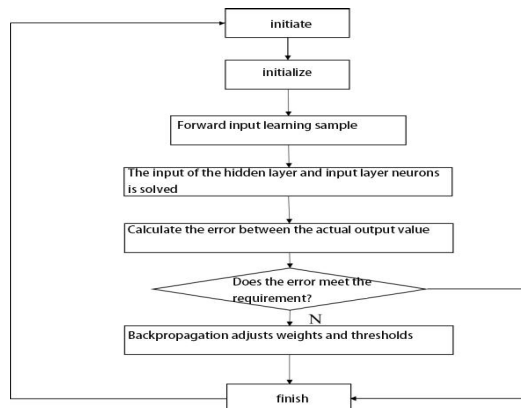 initiate
initialize
Forward input learning sample
The input of the hidden layer and input layer neurons
is solved
Calculate the error between the actual output value
Does the error meet the
requirement?
N
Backpropagation adjusts weights and thresholds
finish